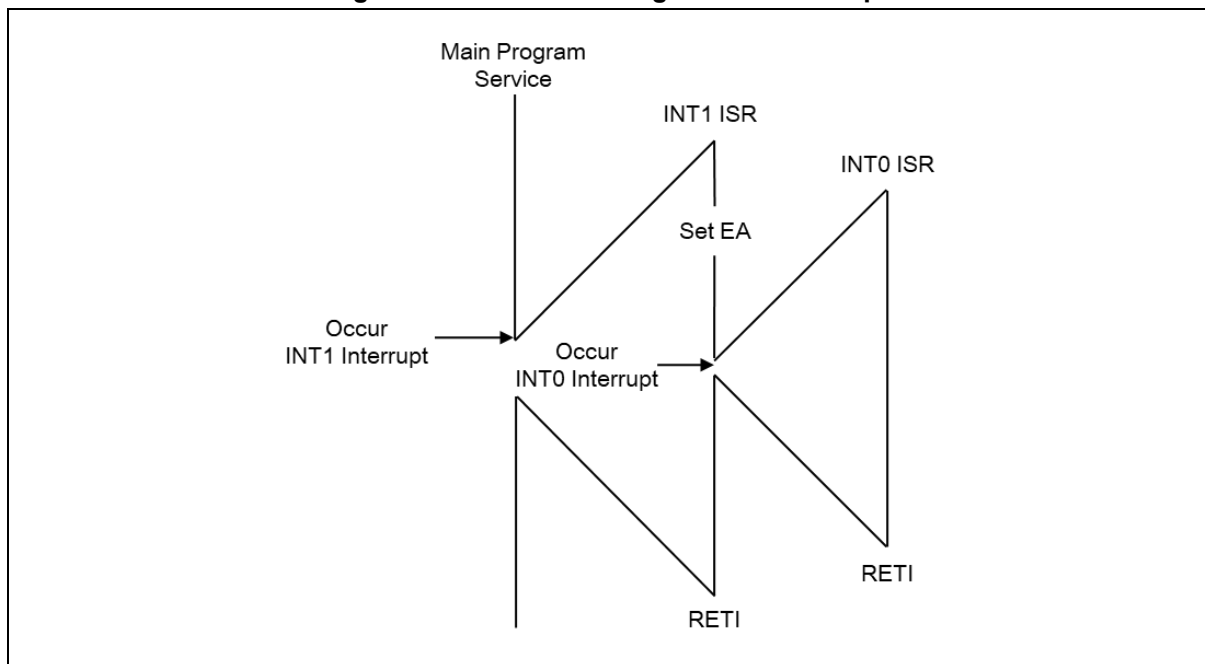 Main Program
Service
INT1 ISR
INT0 ISR
Set EA
Occur
INT1 Interrupt
Occur
INT0 Interrupt
RETI
RETI